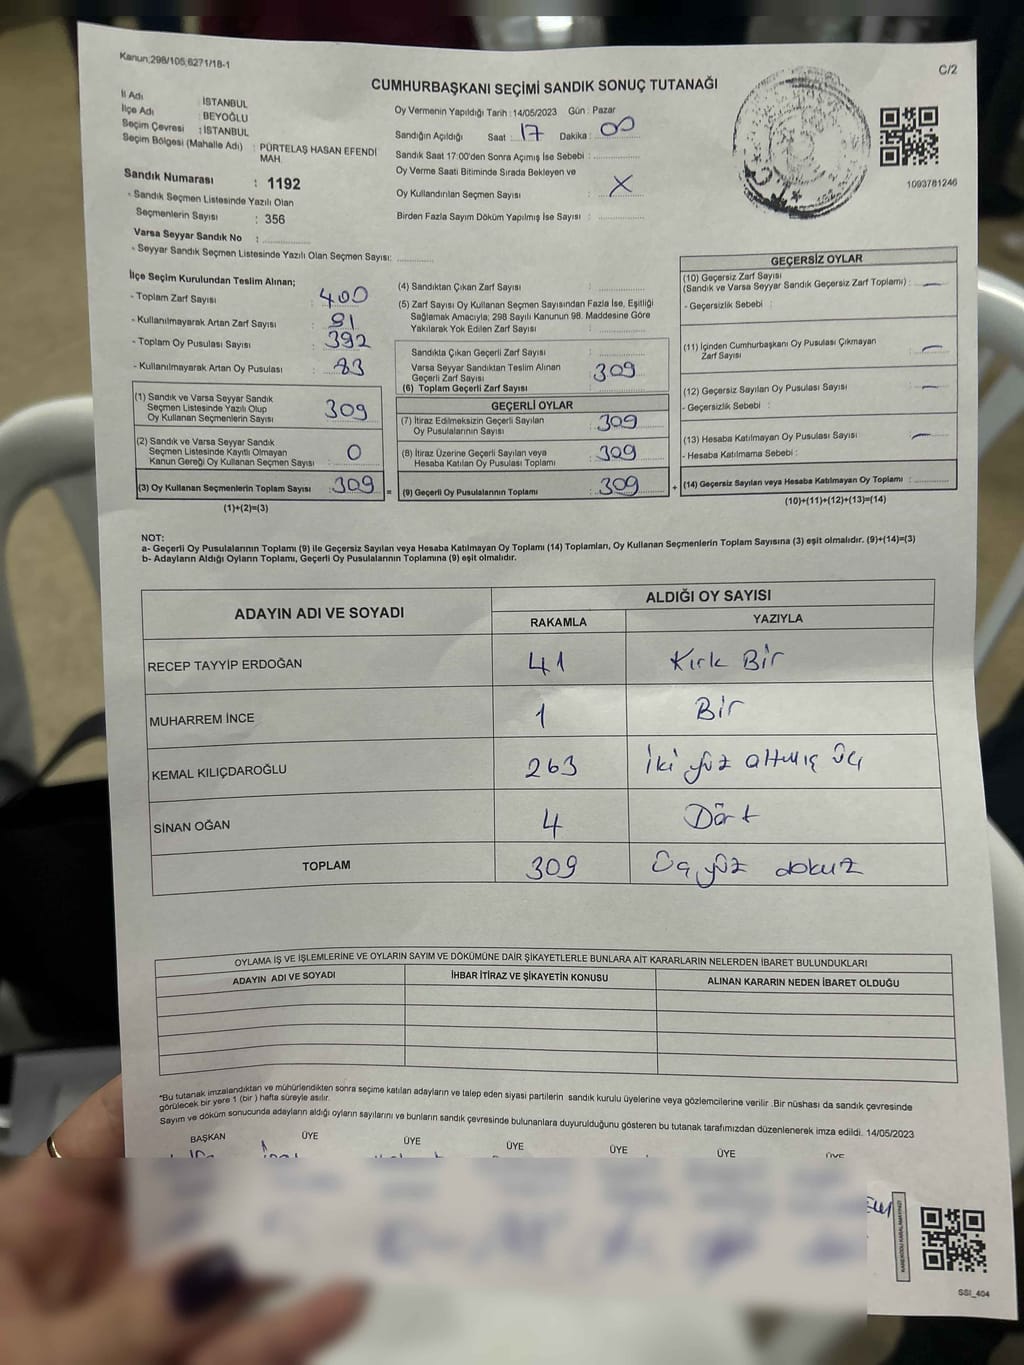 Kanun:298/105,6271/18-1
C/2
CUMHURBAŞKANI SEÇİMİ SANDIK SONUÇ TUTANAĞI
İl Adı : İSTANBUL
İlçe Adı : BEYOĞLU
Seçim Çevresi : İSTANBUL
Seçim Bölgesi (Mahalle Adı) : PÜRTELAŞ HASAN EFENDİ
MAH.
Sandık Numarası : 1192
- Sandık Seçmen Listesinde Yazılı Olan
Seçmenlerin Sayısı : 356
Varsa Seyyar Sandık No :
- Seyyar Sandık Seçmen Listesinde Yazılı Olan Seçmen Sayısı:
Oy Vermenin Yapıldığı Tarih : 14/05/2023 Gün : Pazar
Sandığın Açıldığı Saat : 17 Dakika : 00
Sandık Saat 17:00'den Sonra Açımış İse Sebebi :
Oy Verme Saati Bitiminde Sırada Bekleyen ve
Oy Kullandırılan Seçmen Sayısı : X
Birden Fazla Sayım Döküm Yapılmış İse Sayısı :
1093781246
İlçe Seçim Kurulundan Teslim Alınan;
- Toplam Zarf Sayısı : 400
- Kullanılmayarak Artan Zarf Sayısı : 91
- Toplam Oy Pusulası Sayısı : 392
- Kullanılmayarak Artan Oy Pusulası : 83
(1) Sandık ve Varsa Seyyar Sandık
Seçmen Listesinde Yazılı Olup
Oy Kullanan Seçmenlerin Sayısı : 309
(2) Sandık ve Varsa Seyyar Sandık
Seçmen Listesinde Kayıtlı Olmayan
Kanun Gereği Oy Kullanan Seçmen Sayısı : 0
(3) Oy Kullanan Seçmenlerin Toplam Sayısı : 309 =
(1)+(2)=(3)
(4) Sandıktan Çıkan Zarf Sayısı :
(5) Zarf Sayısı Oy Kullanan Seçmen Sayısından Fazla İse, Eşitliği
Sağlamak Amacıyla; 298 Sayılı Kanunun 98. Maddesine Göre
Yakılarak Yok Edilen Zarf Sayısı :
Sandıkta Çıkan Geçerli Zarf Sayısı :
Varsa Seyyar Sandıktan Teslim Alınan
Geçerli Zarf Sayısı
(6) Toplam Geçerli Zarf Sayısı : 309
GEÇERLİ OYLAR
(7) İtiraz Edilmeksizin Geçerli Sayılan
Oy Pusulalarının Sayısı : 309
(8) İtiraz Üzerine Geçerli Sayılan veya
Hesaba Katılan Oy Pusulası Toplamı : 309
(9) Geçerli Oy Pusulalarının Toplamı : 309 +
GEÇERSİZ OYLAR
(10) Geçersiz Zarf Sayısı
(Sandık ve Varsa Seyyar Sandık Geçersiz Zarf Toplamı) : —
- Geçersizlik Sebebi :
(11) İçinden Cumhurbaşkanı Oy Pusulası Çıkmayan
Zarf Sayısı : —
(12) Geçersiz Sayılan Oy Pusulası Sayısı : —
- Geçersizlik Sebebi :
(13) Hesaba Katılmayan Oy Pusulası Sayısı : —
- Hesaba Katılmama Sebebi :
(14) Geçersiz Sayılan veya Hesaba Katılmayan Oy Toplamı :
(10)+(11)+(12)+(13)=(14)
NOT:
a- Geçerli Oy Pusulalarının Toplamı (9) ile Geçersiz Sayılan veya Hesaba Katılmayan Oy Toplamı (14) Toplamları, Oy Kullanan Seçmenlerin Toplam Sayısına (3) eşit olmalıdır. (9)+(14)=(3)
b- Adayların Aldığı Oyların Toplamı, Geçerli Oy Pusulalarının Toplamına (9) eşit olmalıdır.
ADAYIN ADI VE SOYADI
ALDIĞI OY SAYISI
RAKAMLA YAZIYLA
RECEP TAYYİP ERDOĞAN 41 Kırk Bir
MUHARREM İNCE 1 Bir
KEMAL KILIÇDAROĞLU 263 İki yüz altmış üç
SİNAN OĞAN 4 Dört
TOPLAM 309 Üç yüz dokuz
OYLAMA İŞ VE İŞLEMLERİNE VE OYLARIN SAYIM VE DÖKÜMÜNE DAİR ŞİKAYETLERLE BUNLARA AİT KARARLARIN NELERDEN İBARET BULUNDUKLARI
ADAYIN ADI VE SOYADI İHBAR İTİRAZ VE ŞİKAYETİN KONUSU ALINAN KARARIN NEDEN İBARET OLDUĞU
*Bu tutanak imzalandıktan ve mühürlendikten sonra seçime katılan adayların ve talep eden siyasi partilerin sandık kurulu üyelerine veya gözlemcilerine verilir .Bir nüshası da sandık çevresinde
görülecek bir yere 1 (bir ) hafta süreyle asılır.
Sayım ve döküm sonucunda adayların aldığı oyların sayılarını ve bunların sandık çevresinde bulunanlara duyurulduğunu gösteren bu tutanak tarafımızdan düzenlenerek imza edildi. 14/05/2023
BAŞKAN ÜYE ÜYE ÜYE ÜYE ÜYE ÜYE
KAREKODU KARALAMAYINIZ!
SSI_404